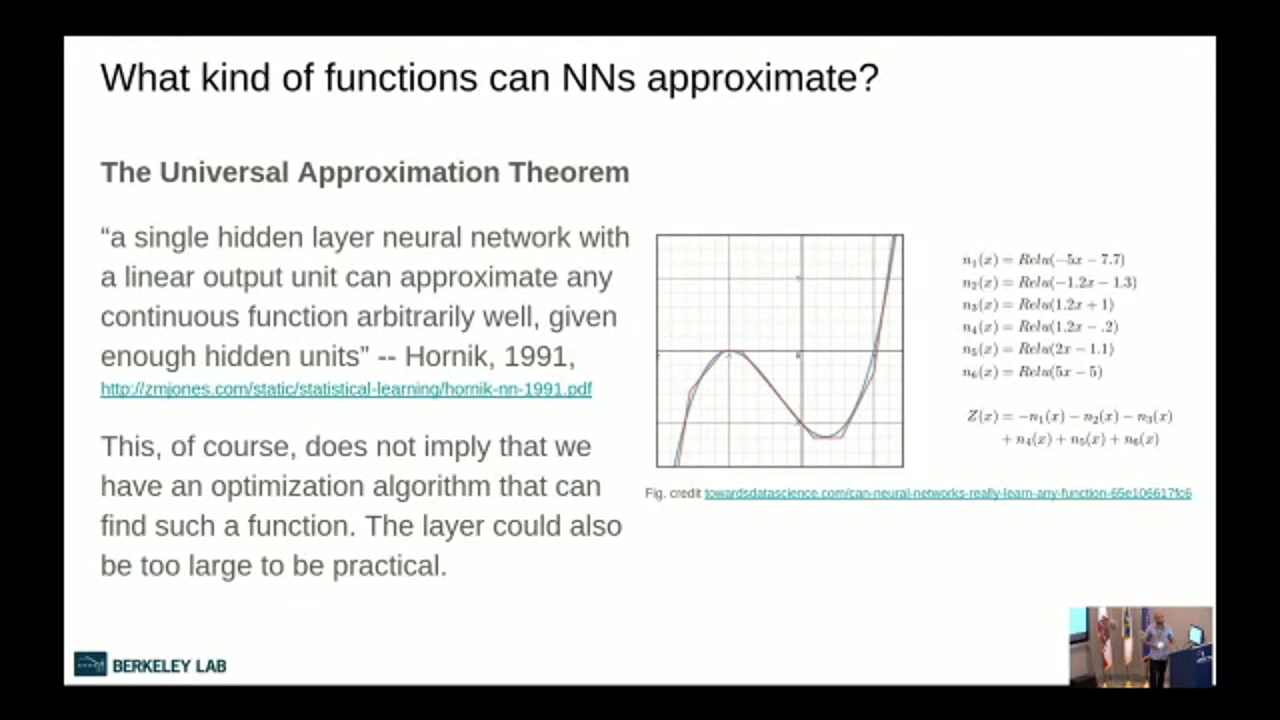 What kind of functions can NNs approximate?
The Universal Approximation Theorem
“a single hidden layer neural network with
a linear output unit can approximate any
continuous function arbitrarily well, given
enough hidden units” -- Hornik, 1991,
http://zmjones.com/static/statistical-learning/hornik-nn-1991.pdf
This, of course, does not imply that we
have an optimization algorithm that can
find such a function. The layer could also
be too large to be practical.
n₁(x) = Relu(−5x − 7.7)
n₂(x) = Relu(−1.2x − 1.3)
n₃(x) = Relu(1.2x + 1)
n₄(x) = Relu(1.2x − .2)
n₅(x) = Relu(2x − 1.1)
n₆(x) = Relu(5x − 5)
Z(x) = −n₁(x) − n₂(x) − n₃(x)
+ n₄(x) + n₅(x) + n₆(x)
Fig. credit towardsdatascience.com/can-neural-networks-really-learn-any-function-65e106617fc6
BERKELEY LAB